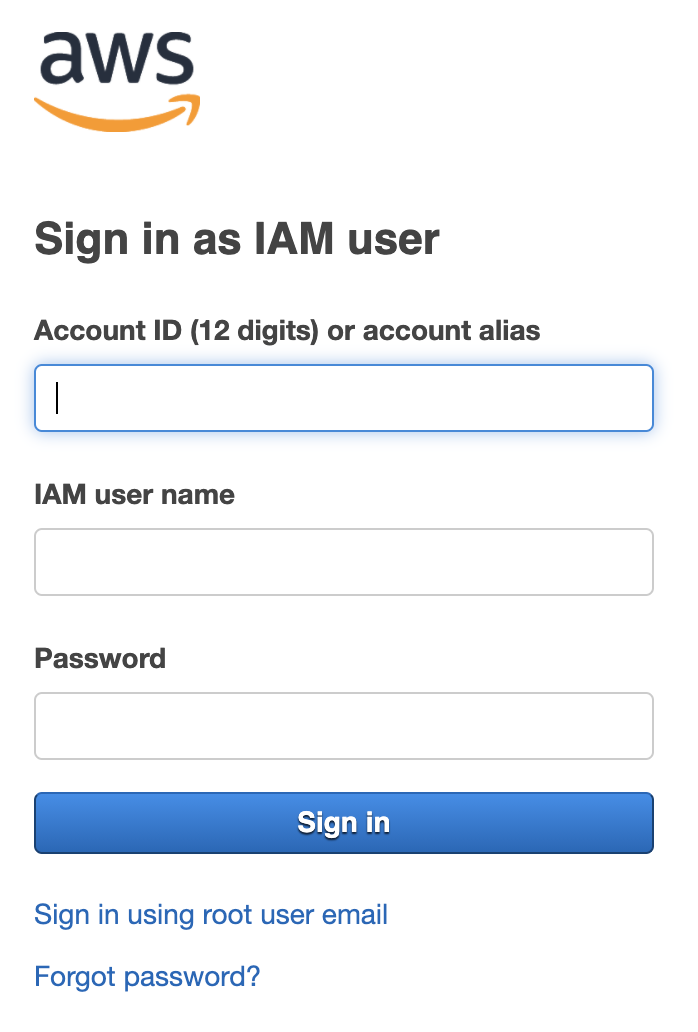 aws
Sign in as IAM user
Account ID (12 digits) or account alias
IAM user name
Password
Sign in
Sign in using root user email
Forgot password?